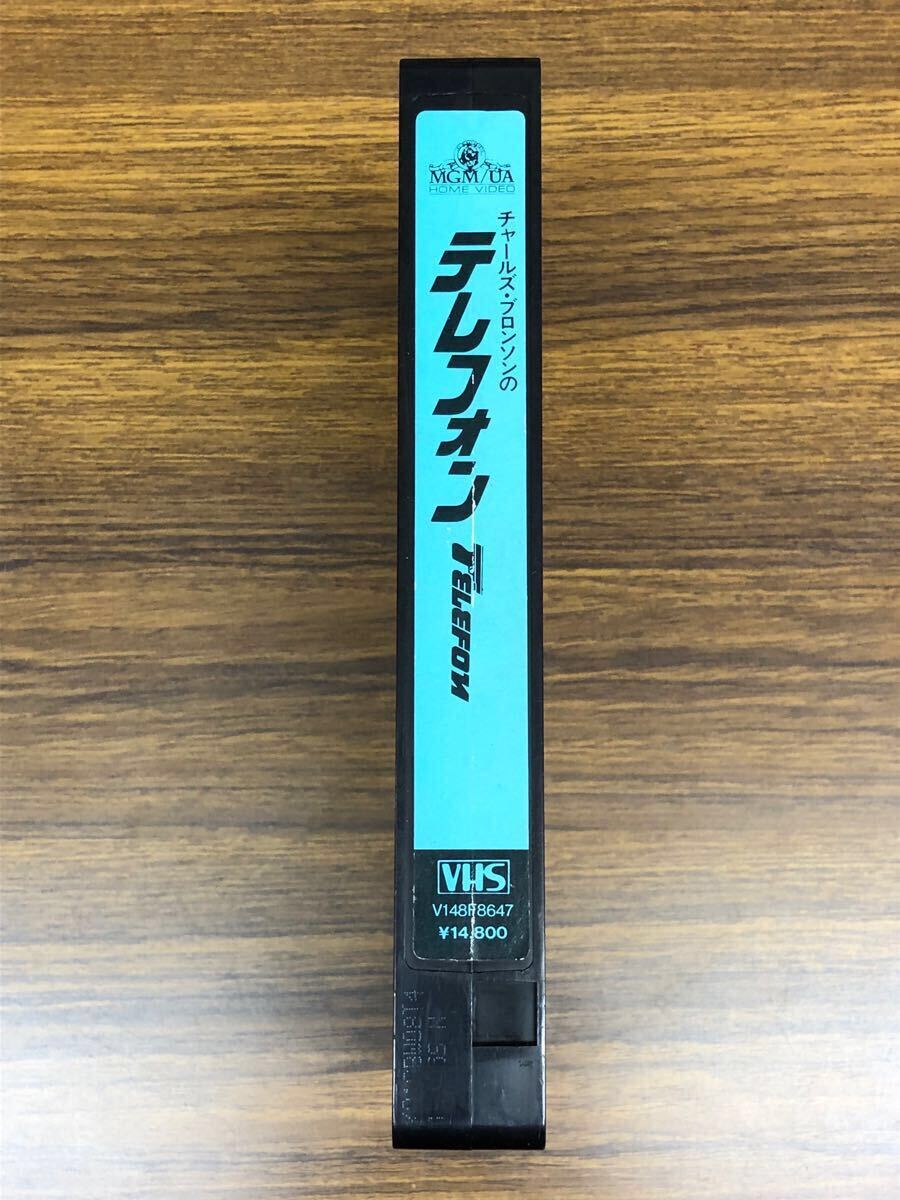 MGM/UA
HOME VIDEO
チャールズ・ブロンソンの
テレフォン
TELEFON
VHS
V148F8647
¥14,800